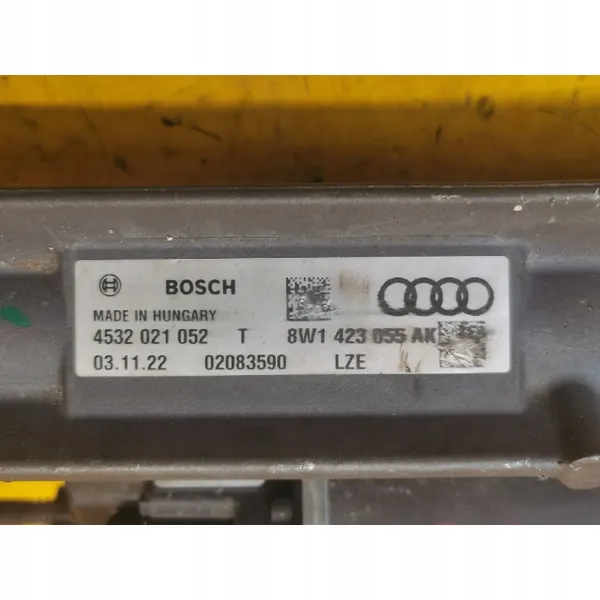 BOSCH
MADE IN HUNGARY
4532 021 052 T 8W1 423 055 AK
03.11.22 02083590 LZE